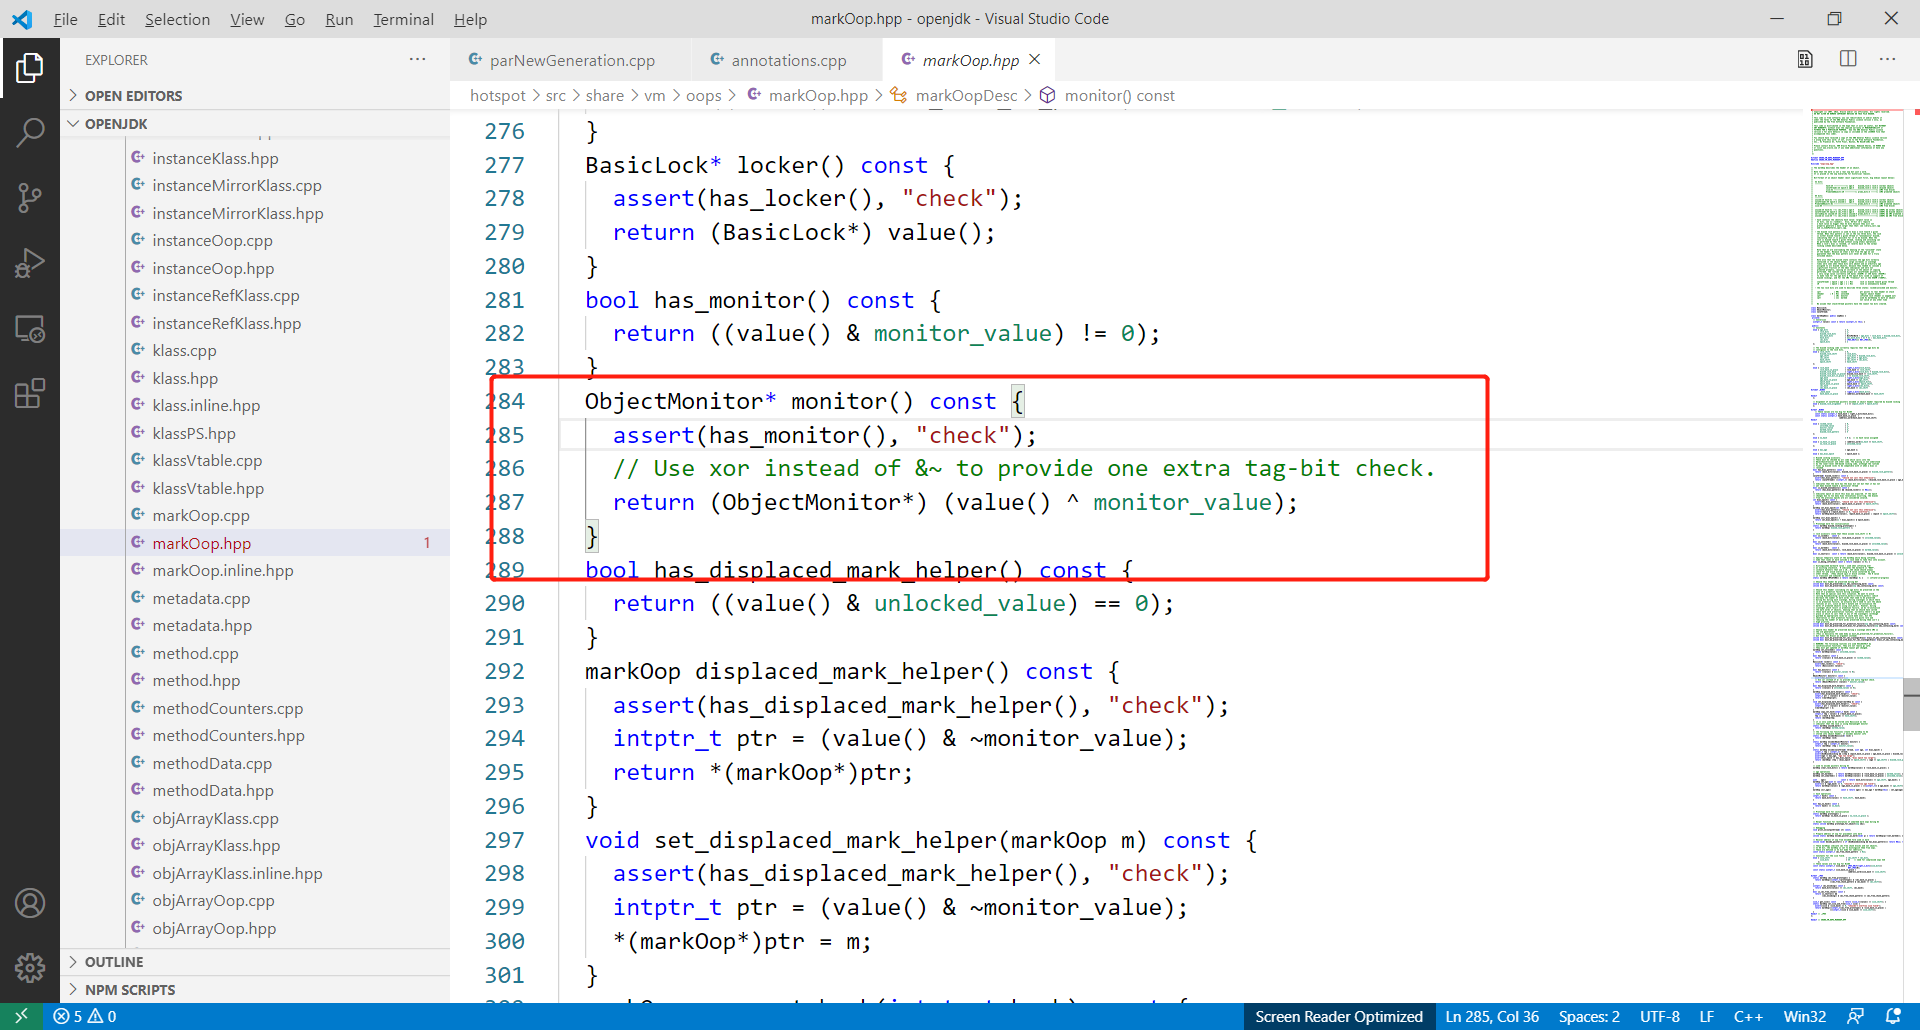 File Edit Selection View Go Run Terminal Help
markOop.hpp - openjdk - Visual Studio Code
EXPLORER
OPEN EDITORS
OPENJDK
instanceKlass.hpp
instanceMirrorKlass.cpp
instanceMirrorKlass.hpp
instanceOop.cpp
instanceOop.hpp
instanceRefKlass.cpp
instanceRefKlass.hpp
klass.cpp
klass.hpp
klass.inline.hpp
klassPS.hpp
klassVtable.cpp
klassVtable.hpp
markOop.cpp
markOop.hpp 1
markOop.inline.hpp
metadata.cpp
metadata.hpp
method.cpp
method.hpp
methodCounters.cpp
methodCounters.hpp
methodData.cpp
methodData.hpp
objArrayKlass.cpp
objArrayKlass.hpp
objArrayKlass.inline.hpp
objArrayOop.cpp
objArrayOop.hpp
OUTLINE
NPM SCRIPTS
parNewGeneration.cpp annotations.cpp markOop.hpp
hotspot > src > share > vm > oops > markOop.hpp > markOopDesc > monitor() const
276 }
277 BasicLock* locker() const {
278 assert(has_locker(), "check");
279 return (BasicLock*) value();
280 }
281 bool has_monitor() const {
282 return ((value() & monitor_value) != 0);
283 }
284 ObjectMonitor* monitor() const {
285 assert(has_monitor(), "check");
286 // Use xor instead of &~ to provide one extra tag-bit check.
287 return (ObjectMonitor*) (value() ^ monitor_value);
288 }
289 bool has_displaced_mark_helper() const {
290 return ((value() & unlocked_value) == 0);
291 }
292 markOop displaced_mark_helper() const {
293 assert(has_displaced_mark_helper(), "check");
294 intptr_t ptr = (value() & ~monitor_value);
295 return *(markOop*)ptr;
296 }
297 void set_displaced_mark_helper(markOop m) const {
298 assert(has_displaced_mark_helper(), "check");
299 intptr_t ptr = (value() & ~monitor_value);
300 *(markOop*)ptr = m;
301 }
5 0 Screen Reader Optimized Ln 285, Col 36 Spaces: 2 UTF-8 LF C++ Win32